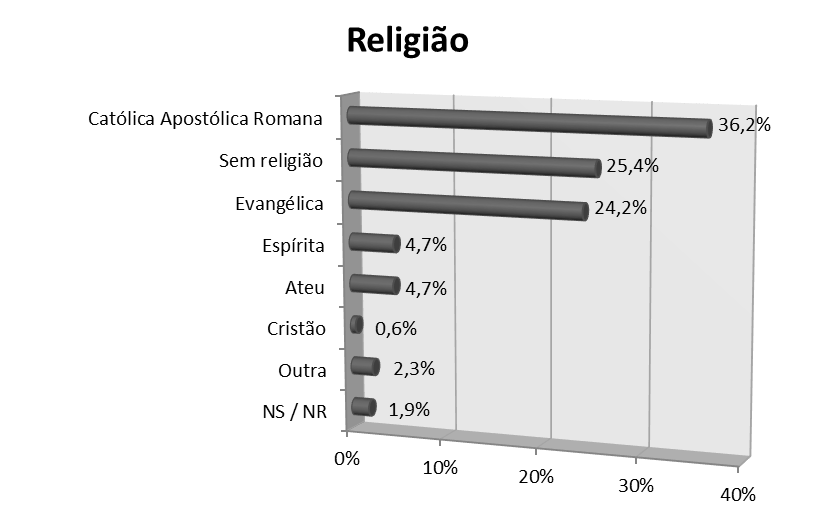 Religião
Católica Apostólica Romana 36,2%
Sem religião 25,4%
Evangélica 24,2%
Espírita 4,7%
Ateu 4,7%
Cristão 0,6%
Outra 2,3%
NS / NR 1,9%
0% 10% 20% 30% 40%